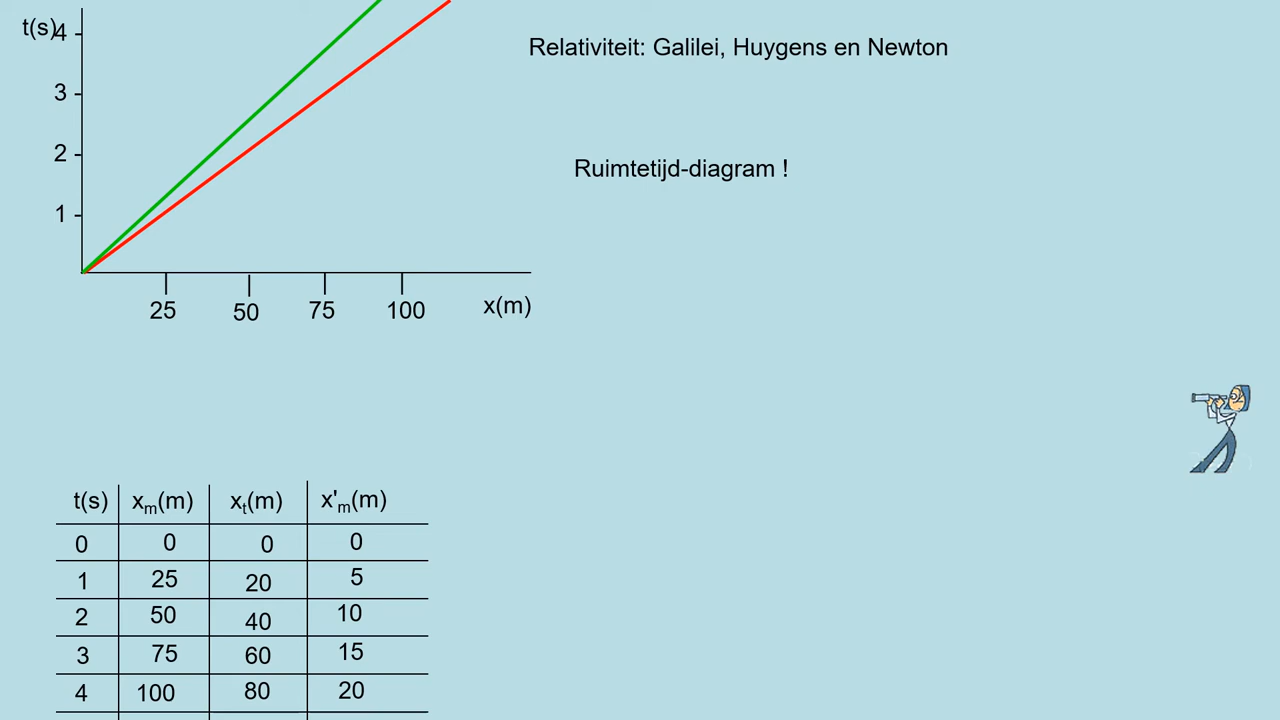 t(s)
4
3
2
1
25 50 75 100 x(m)
Relativiteit: Galilei, Huygens en Newton
Ruimtetijd-diagram !
t(s) xm(m) xt(m) x'm(m)
0 0 0 0
1 25 20 5
2 50 40 10
3 75 60 15
4 100 80 20